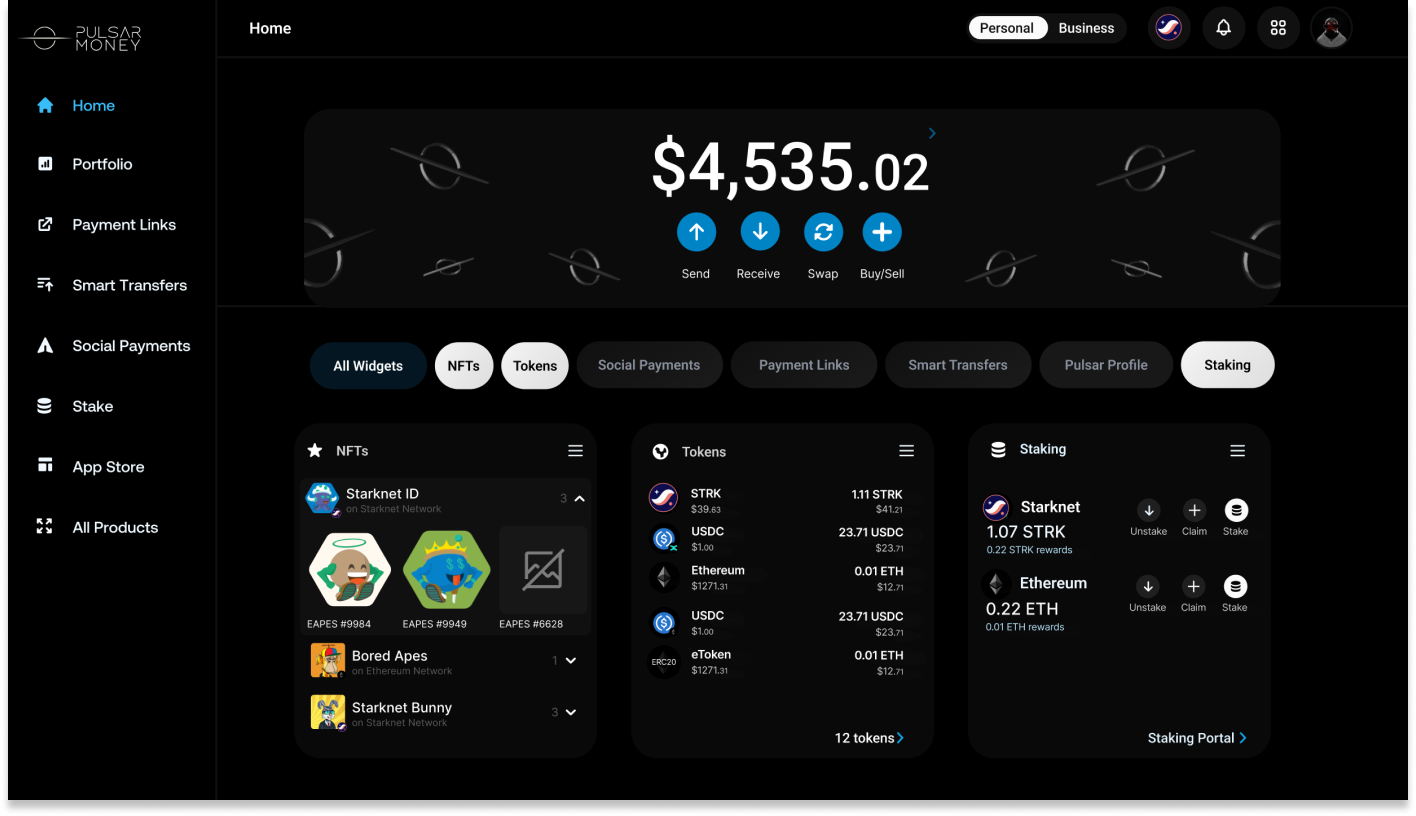 PULSAR
MONEY
Home
Personal Business
Home
Portfolio
Payment Links
Smart Transfers
Social Payments
Stake
App Store
All Products
$4,535.02
Send Receive Swap Buy/Sell
All Widgets NFTs Tokens Social Payments Payment Links Smart Transfers Pulsar Profile Staking
NFTs
Starknet ID 3
on Starknet Network
EAPES #9984 EAPES #9949 EAPES #6628
Bored Apes 1
on Ethereum Network
Starknet Bunny 3
on Starknet Network
Tokens
STRK 1.11 STRK
$39.63 $41.21
USDC 23.71 USDC
$1.00 $23.71
Ethereum 0.01 ETH
$1271.31 $12.71
USDC 23.71 USDC
$1.00 $23.71
ERC20 eToken 0.01 ETH
$1271.31 $12.71
12 tokens
Staking
Starknet
1.07 STRK
0.22 STRK rewards
Unstake Claim Stake
Ethereum
0.22 ETH
0.01 ETH rewards
Unstake Claim Stake
Staking Portal